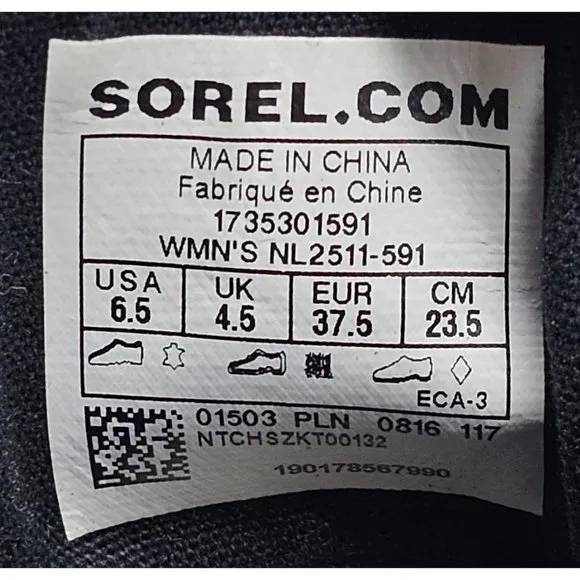 SOREL.COM
MADE IN CHINA
Fabriqué en Chine
1735301591
WMN'S NL2511-591
USA UK EUR CM
6.5 4.5 37.5 23.5
ECA-3
01503 PLN 0816 117
NTCHSZKT00132
190178567990